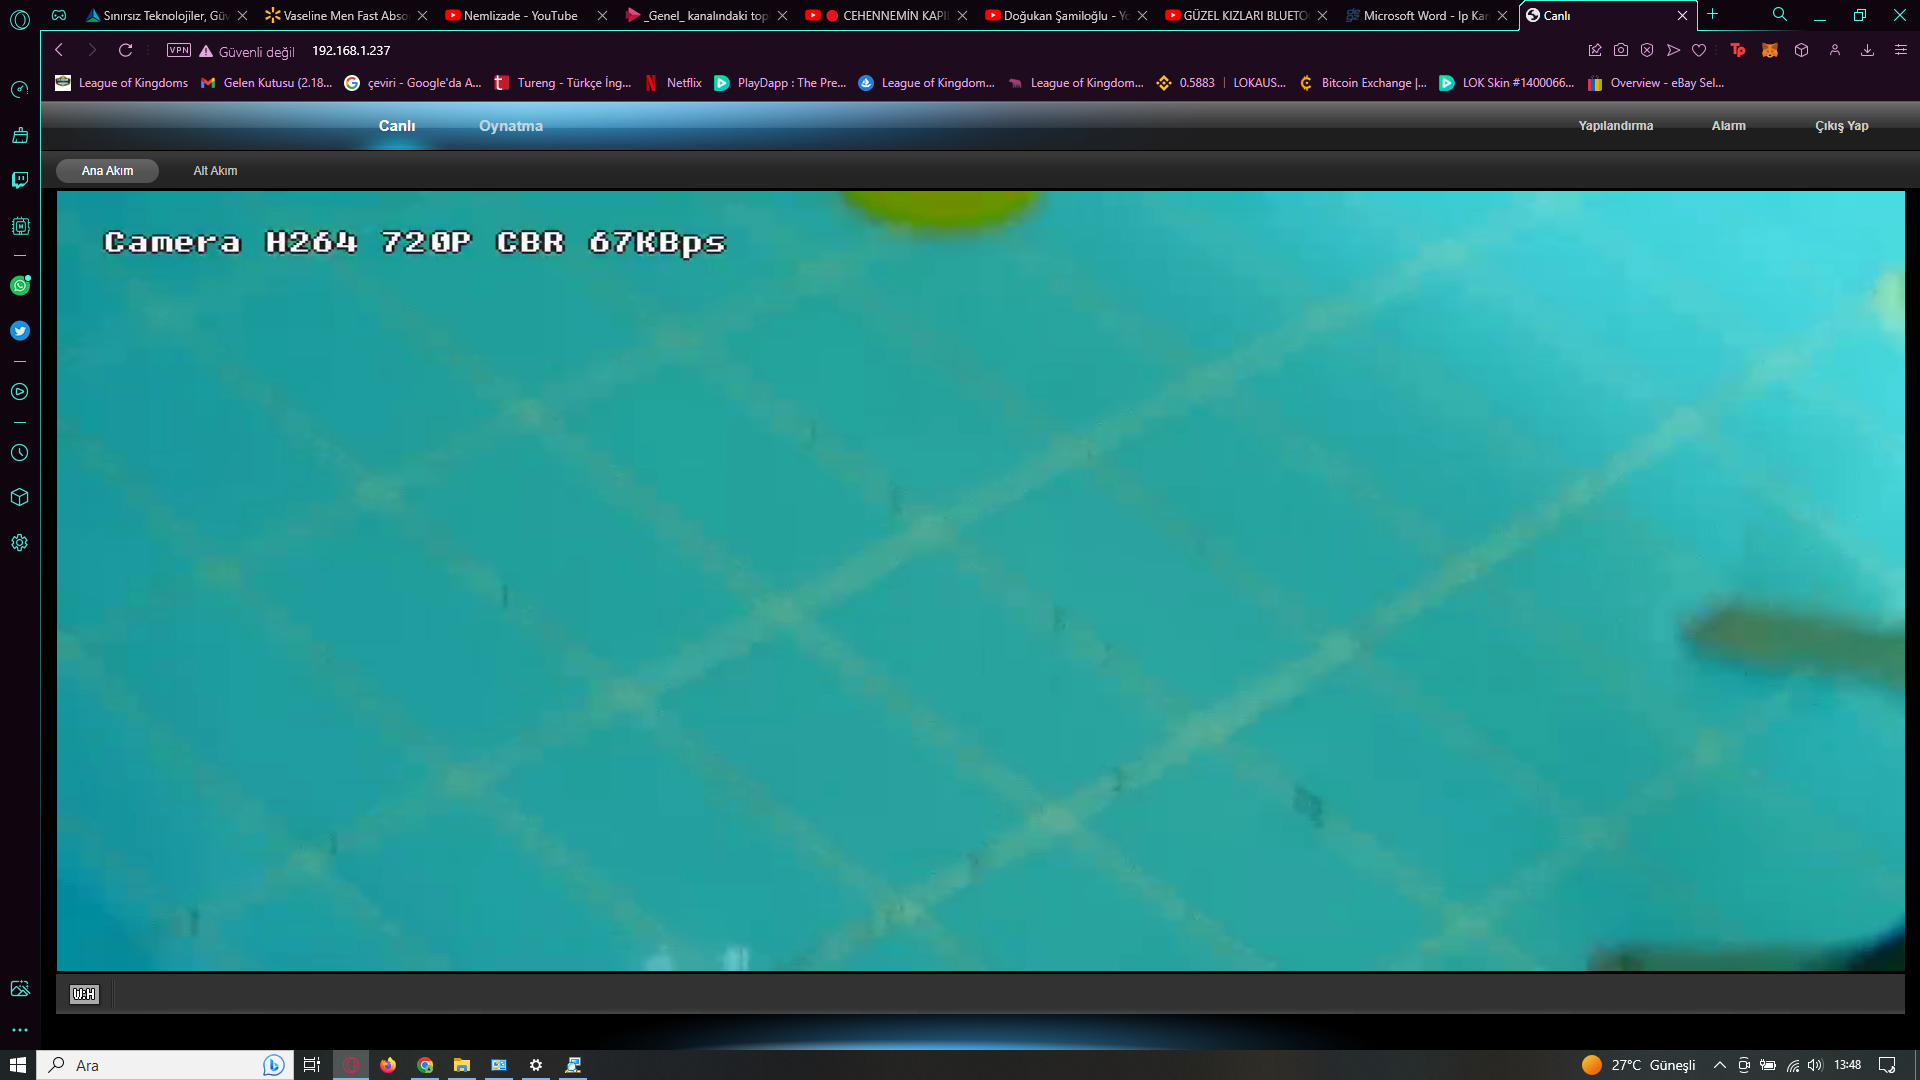 Sınırsız Teknolojiler, Güv
Vaseline Men Fast Abso
Nemlizade - YouTube
_Genel_ kanalındaki top
CEHENNEMİN KAPI
Doğukan Şamiloğlu - Yo
GÜZEL KIZLARI BLUETO
Microsoft Word - Ip Kam
Canlı
VPN
Güvenli değil
192.168.1.237
League of Kingdoms
Gelen Kutusu (2.18...
çeviri - Google'da A...
Tureng - Türkçe İng...
Netflix
PlayDapp : The Pre...
League of Kingdom...
League of Kingdom...
0.5883 | LOKAUS...
Bitcoin Exchange |...
LOK Skin #1400066...
Overview - eBay Sel...
Canlı
Oynatma
Yapılandırma
Alarm
Çıkış Yap
Ana Akım
Alt Akım
Camera H264 720P CBR 67KBps
W:H
Ara
27°C Güneşli
13:48